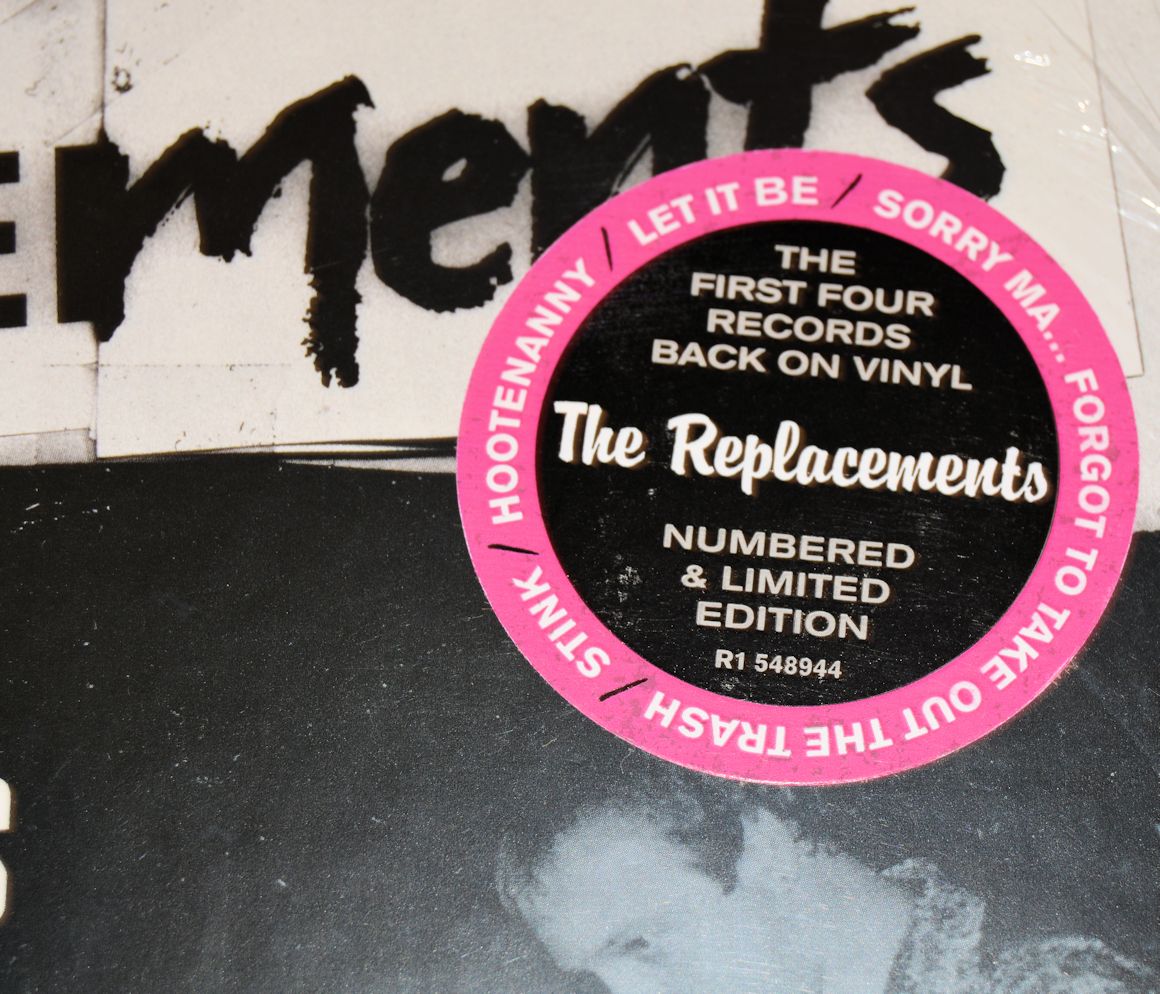 Ements
THE
FIRST FOUR
RECORDS
BACK ON VINYL
The Replacements
NUMBERED
& LIMITED
EDITION
R1 548944
LET IT BE / SORRY MA... FORGOT TO TAKE OUT THE TRASH / STINK / HOOTENANNY /
S